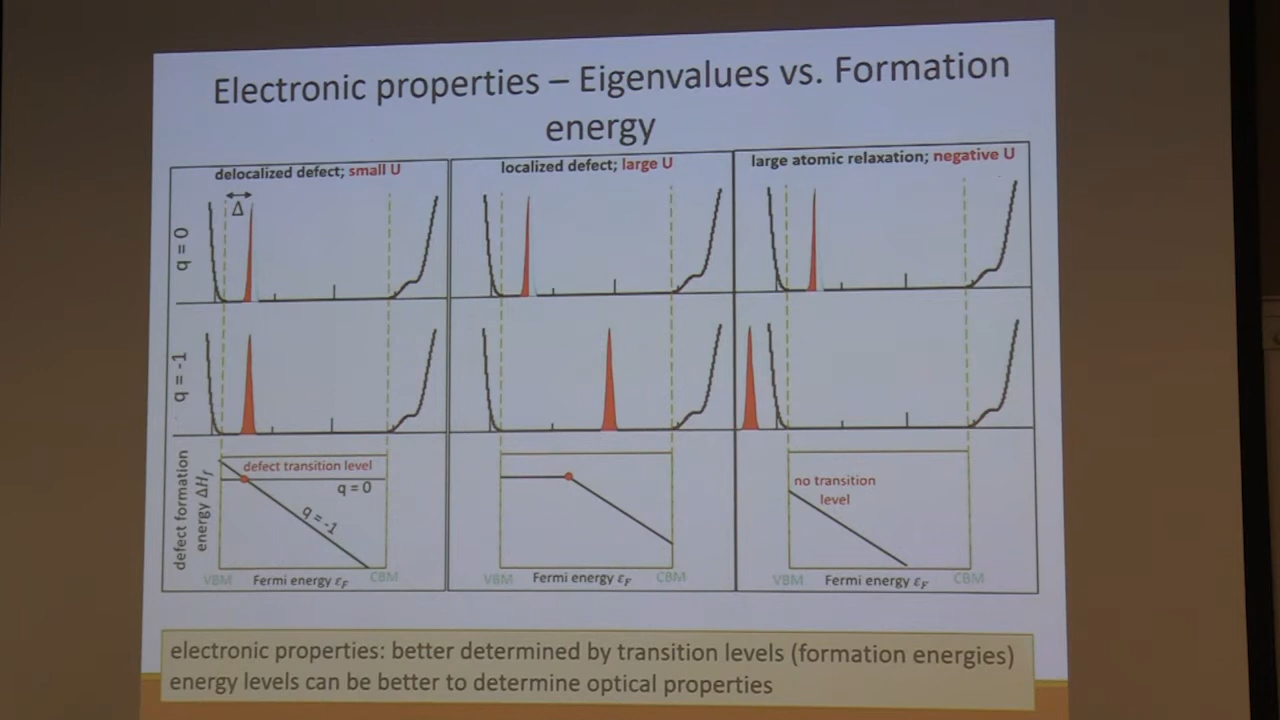 Electronic properties – Eigenvalues vs. Formation
energy
delocalized defect; small U
localized defect; large U
large atomic relaxation; negative U
Δ
q = 0
q = -1
defect formation
energy ΔH_f
defect transition level
q = 0
q = -1
no transition
level
VBM
Fermi energy ε_F
CBM
VBM
Fermi energy ε_F
CBM
VBM
Fermi energy ε_F
CBM
electronic properties: better determined by transition levels (formation energies)
energy levels can be better to determine optical properties